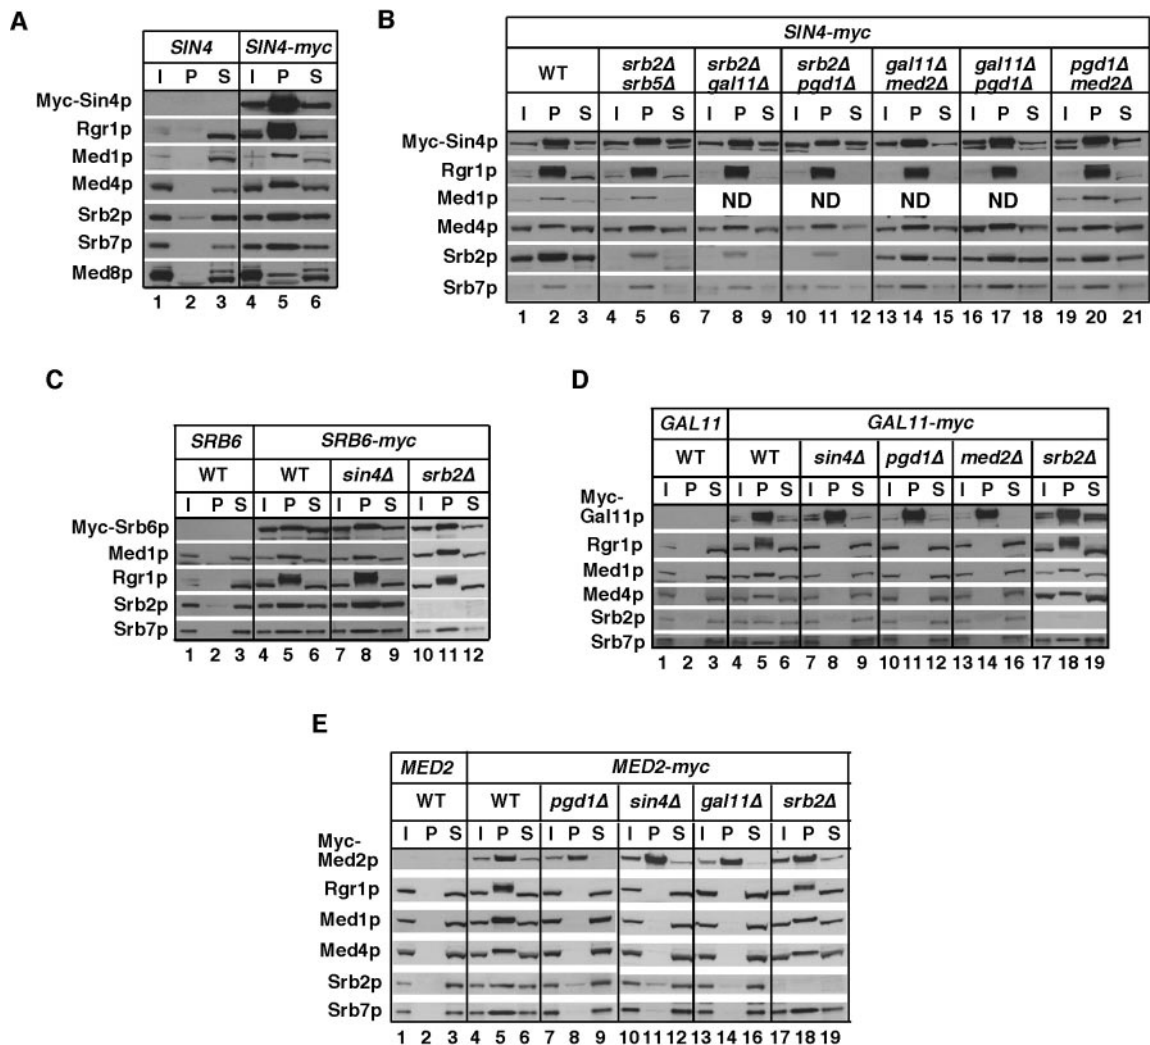 A
SIN4 SIN4-myc
I P S I P S
Myc-Sin4p
Rgr1p
Med1p
Med4p
Srb2p
Srb7p
Med8p
1 2 3 4 5 6
B
SIN4-myc
WT srb2Δ srb5Δ srb2Δ gal11Δ srb2Δ pgd1Δ gal11Δ med2Δ gal11Δ pgd1Δ pgd1Δ med2Δ
I P S I P S I P S I P S I P S I P S I P S
Myc-Sin4p
Rgr1p
Med1p ND ND ND ND
Med4p
Srb2p
Srb7p
1 2 3 4 5 6 7 8 9 10 11 12 13 14 15 16 17 18 19 20 21
C
SRB6 SRB6-myc
WT WT sin4Δ srb2Δ
I P S I P S I P S I P S
Myc-Srb6p
Med1p
Rgr1p
Srb2p
Srb7p
1 2 3 4 5 6 7 8 9 10 11 12
D
GAL11 GAL11-myc
WT WT sin4Δ pgd1Δ med2Δ srb2Δ
I P S I P S I P S I P S I P S I P S
Myc-
Gal11p
Rgr1p
Med1p
Med4p
Srb2p
Srb7p
1 2 3 4 5 6 7 8 9 10 11 12 13 14 16 17 18 19
E
MED2 MED2-myc
WT WT pgd1Δ sin4Δ gal11Δ srb2Δ
I P S I P S I P S I P S I P S I P S
Myc-
Med2p
Rgr1p
Med1p
Med4p
Srb2p
Srb7p
1 2 3 4 5 6 7 8 9 10 11 12 13 14 16 17 18 19